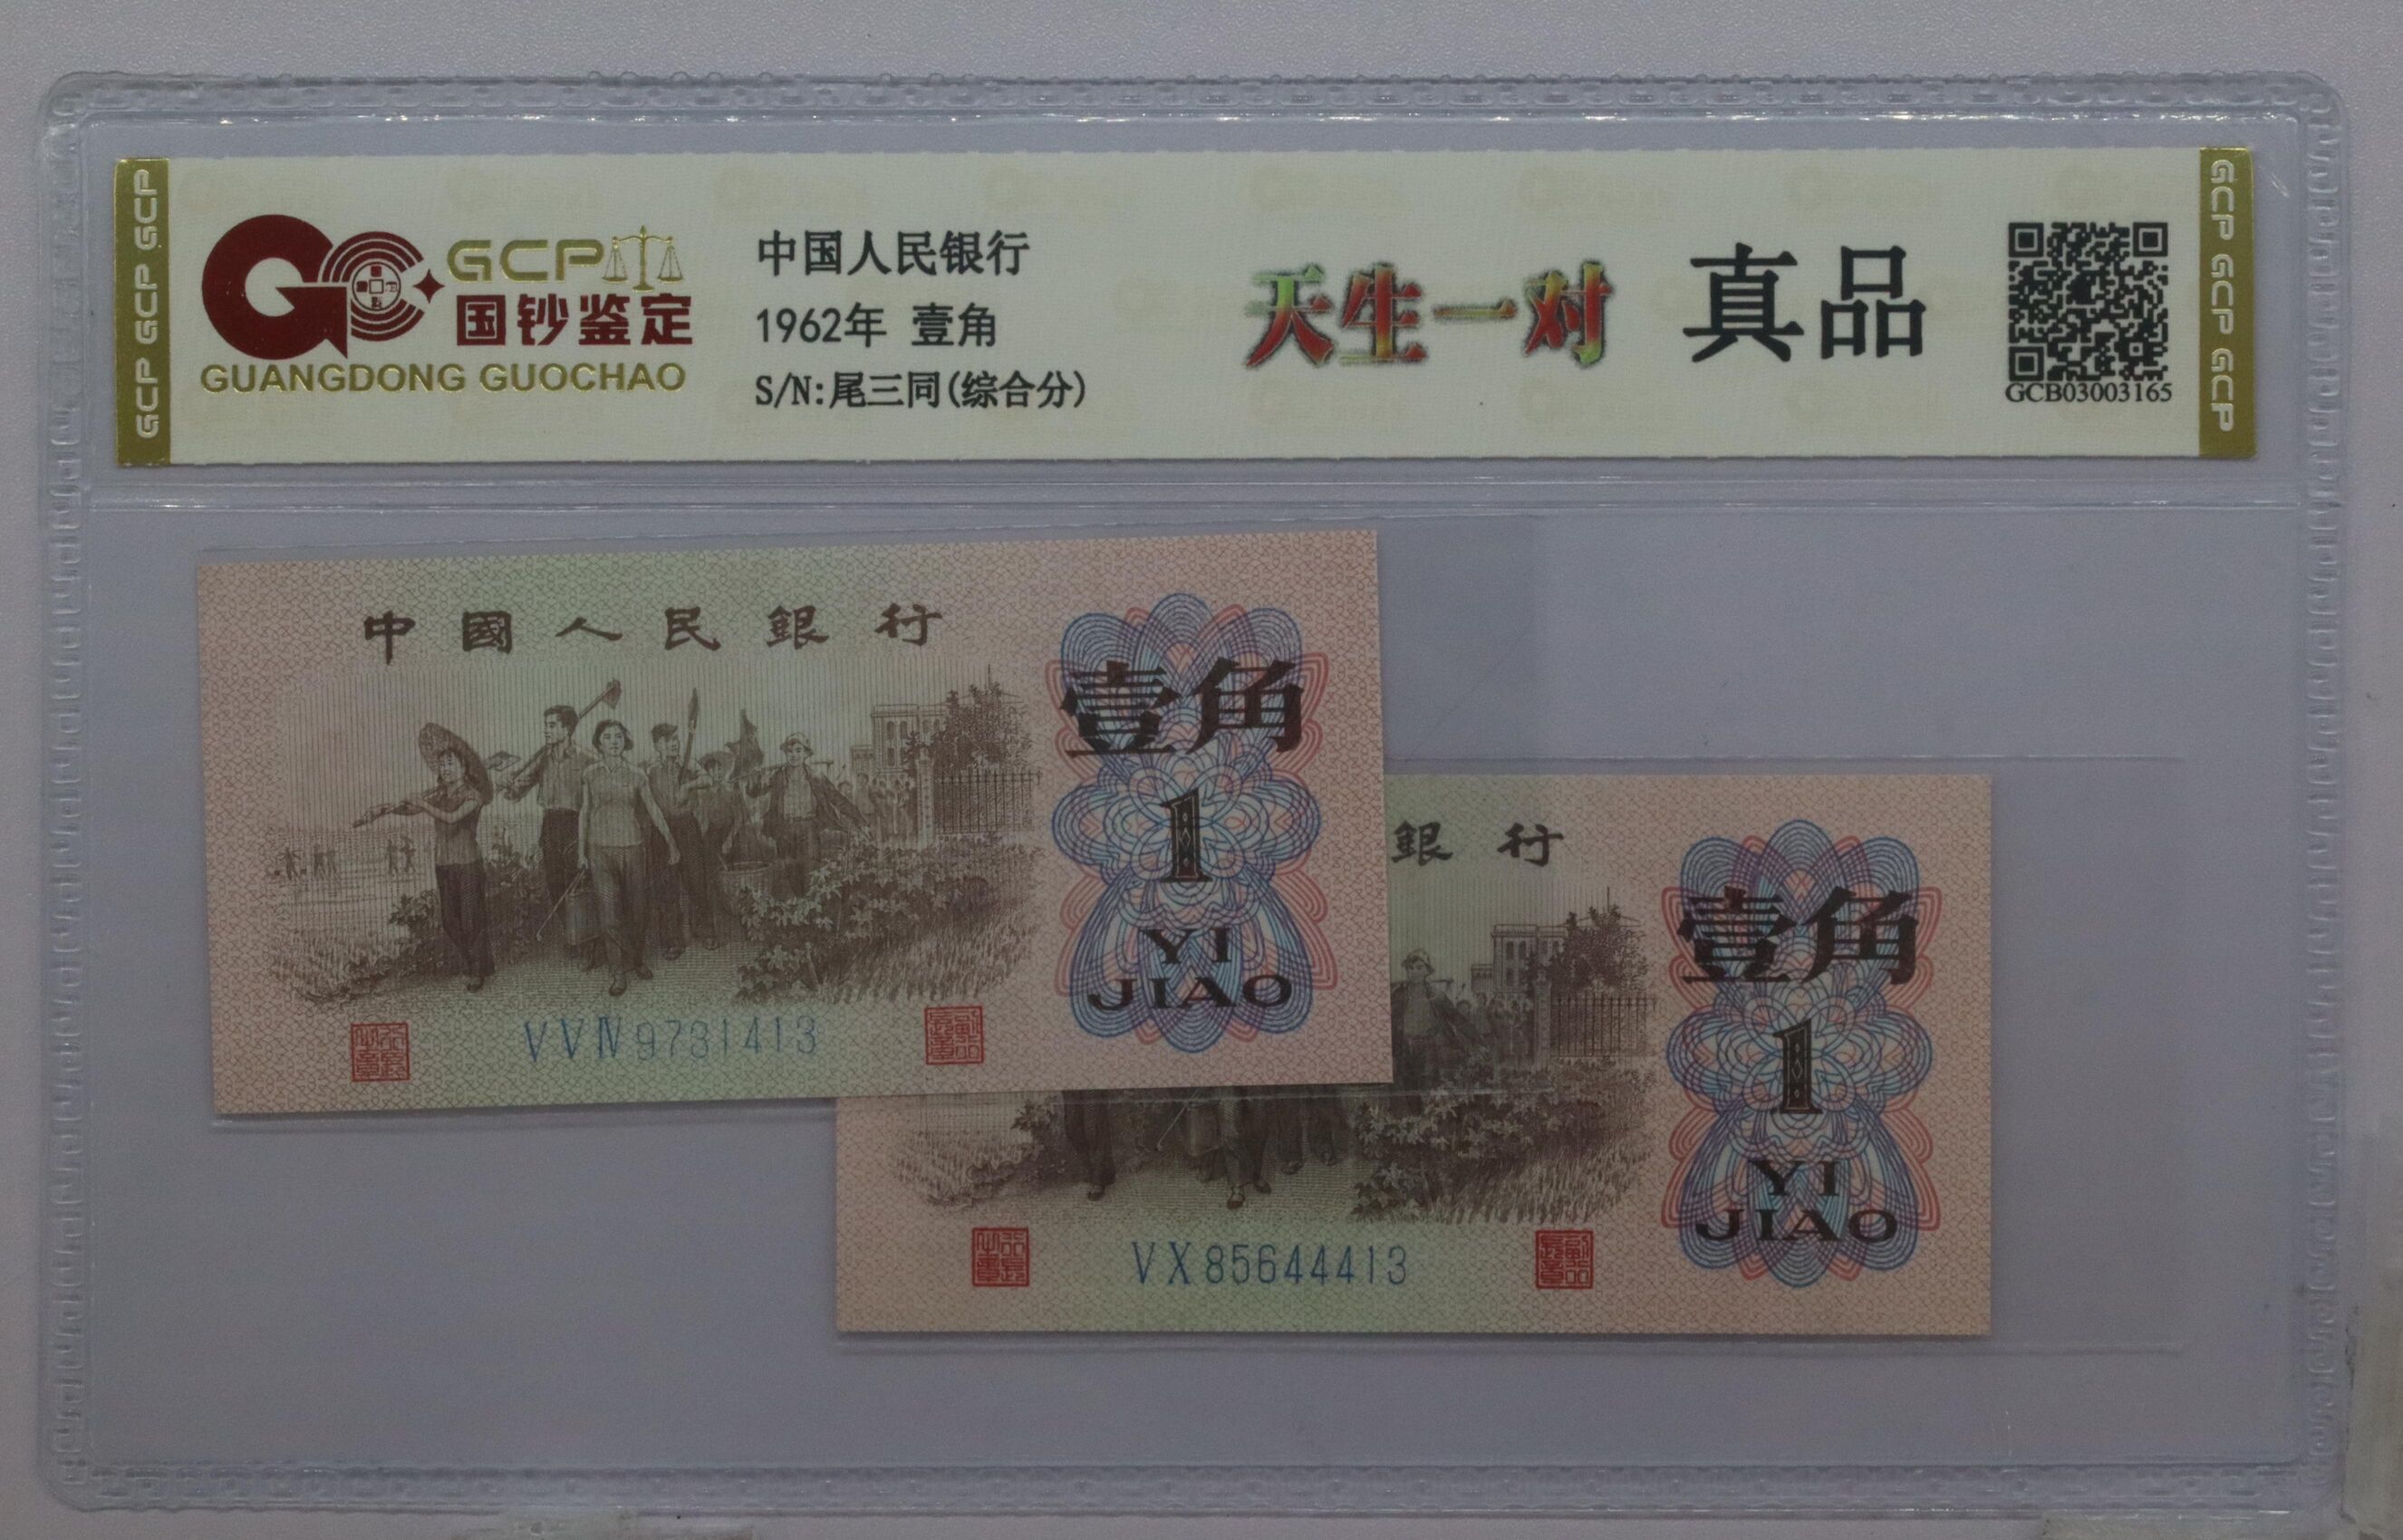 GCP GCP GCP
GCP
国钞鉴定
GUANGDONG GUOCHAO
中国人民银行
1962年 壹角
S/N:尾三同(综合分)
天生一对
真品
GCB03003165
GCP GCP GCP
中國人民銀行
壹角
1
YI
JIAO
VVIV9731413
銀行
壹角
1
YI
JIAO
VX85644413